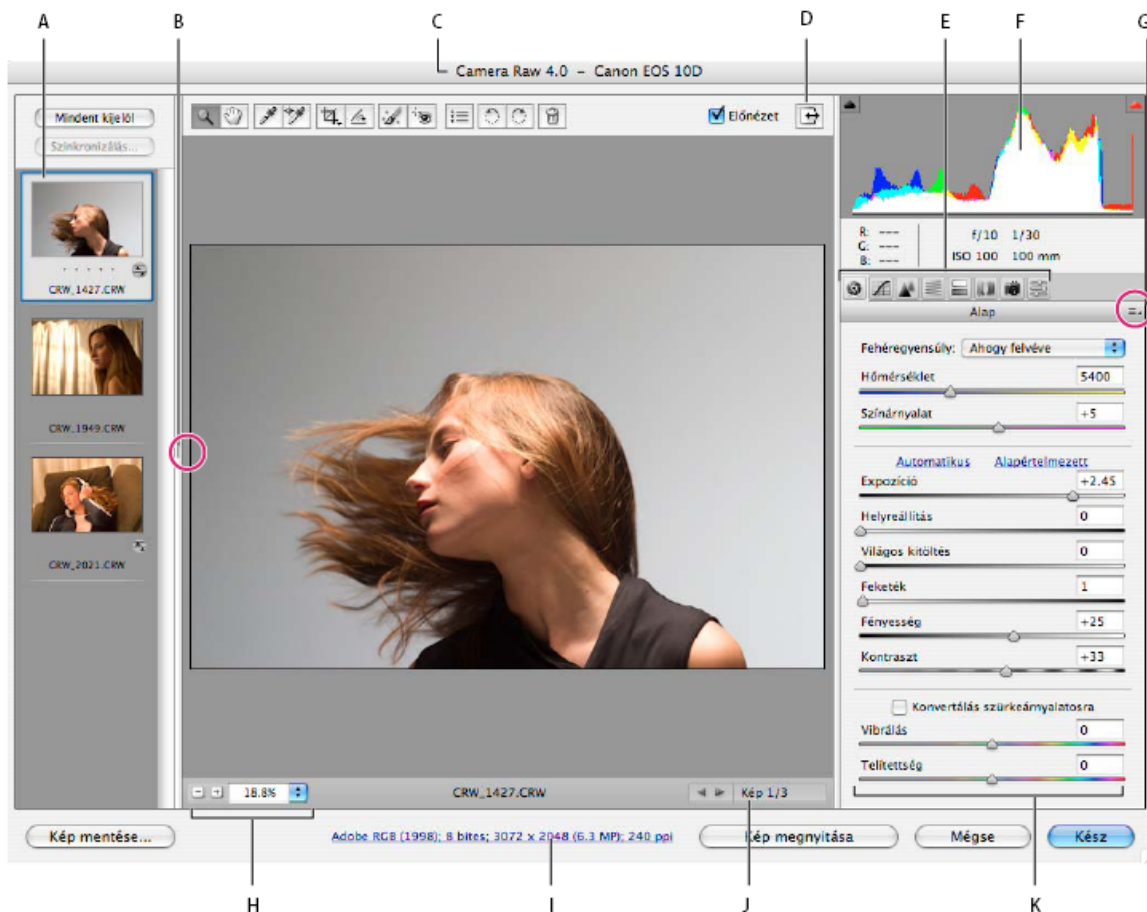 A B C D E F G
Camera Raw 4.0 – Canon EOS 10D
Mindent kijelöl
Szinkronizálás...
Előnézet
CRW_1427.CRW
CRW_1949.CRW
CRW_2021.CRW
R: ---
G: ---
B: ---
f/10 1/30
ISO 100 100 mm
Alap
Fehéregyensúly: Ahogy felvéve
Hőmérséklet 5400
Színárnyalat +5
Automatikus Alapértelmezett
Expozíció +2.45
Helyreállítás 0
Világos kitöltés 0
Feketék 1
Fényesség +25
Kontraszt +33
Konvertálás szürkeárnyalatosra
Vibrálás 0
Telítettség 0
18.8% CRW_1427.CRW Kép 1/3
Kép mentése... Adobe RGB (1998); 8 bites; 3072 x 2048 (6.3 MP); 240 ppi Kép megnyitása Mégse Kész
H I J K